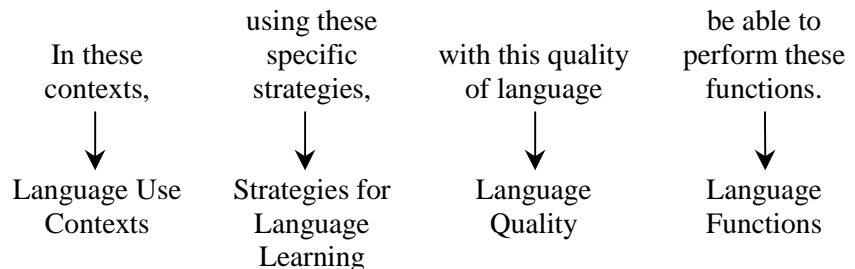 In these
contexts,
using these
specific
strategies,
with this quality
of language
be able to
perform these
functions.
Language Use
Contexts
Strategies for
Language
Learning
Language
Quality
Language
Functions